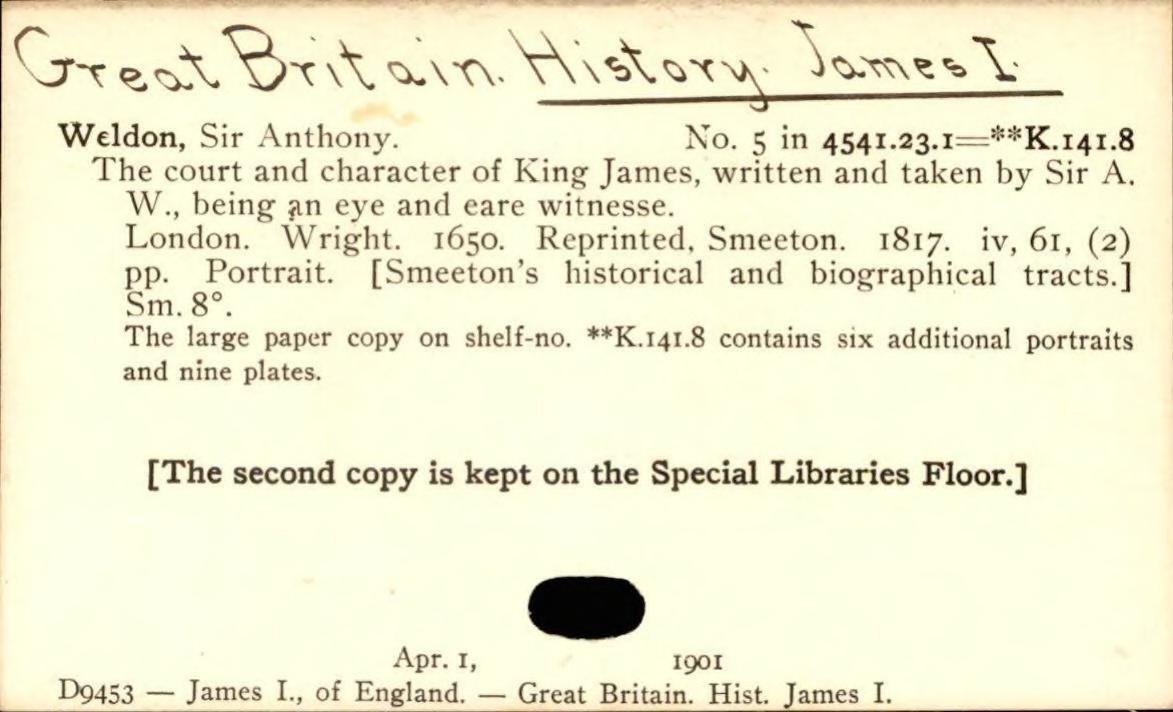 Great Britain. History. James I.
Weldon, Sir Anthony. No. 5 in 4541.23.1=**K.141.8
The court and character of King James, written and taken by Sir A.
W., being an eye and eare witnesse.
London. Wright. 1650. Reprinted, Smeeton. 1817. iv, 61, (2)
pp. Portrait. [Smeeton's historical and biographical tracts.]
Sm. 8°.
The large paper copy on shelf-no. **K.141.8 contains six additional portraits
and nine plates.
[The second copy is kept on the Special Libraries Floor.]
Apr. 1, 1901
D9453 — James I., of England. — Great Britain. Hist. James I.